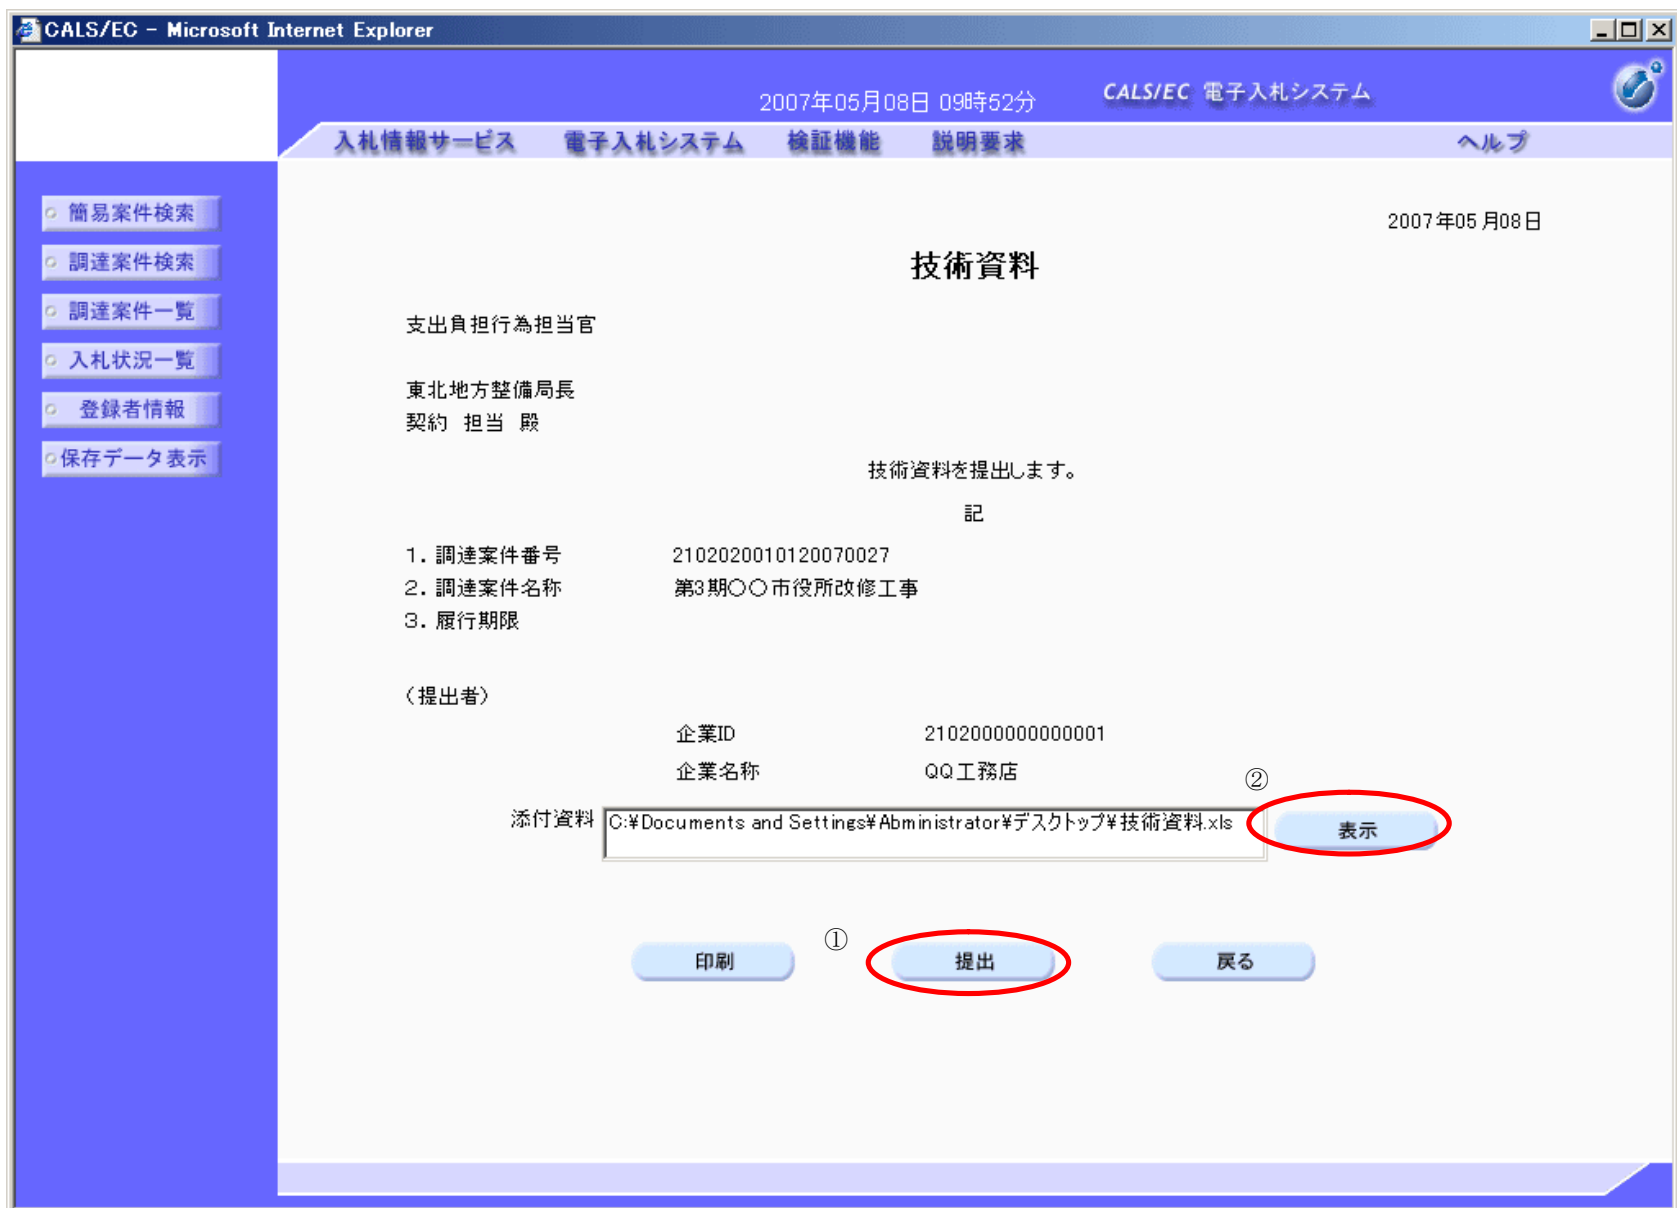 CALS/EC - Microsoft Internet Explorer
2007年05月08日 09時52分
CALS/EC 電子入札システム
入札情報サービス 電子入札システム 検証機能 説明要求 ヘルプ
簡易案件検索
調達案件検索
調達案件一覧
入札状況一覧
登録者情報
保存データ表示
2007年05月08日
技術資料
支出負担行為担当官
東北地方整備局長
契約 担当 殿
技術資料を提出します。
記
1.調達案件番号 2102020010120070027
2.調達案件名称 第3期〇〇市役所改修工事
3.履行期限
(提出者)
企業ID 2102000000000001
企業名称 QQ工務店
②
添付資料 C:¥Documents and Settings¥Abministrator¥デスクトップ¥技術資料.xls 表示
①
印刷 提出 戻る